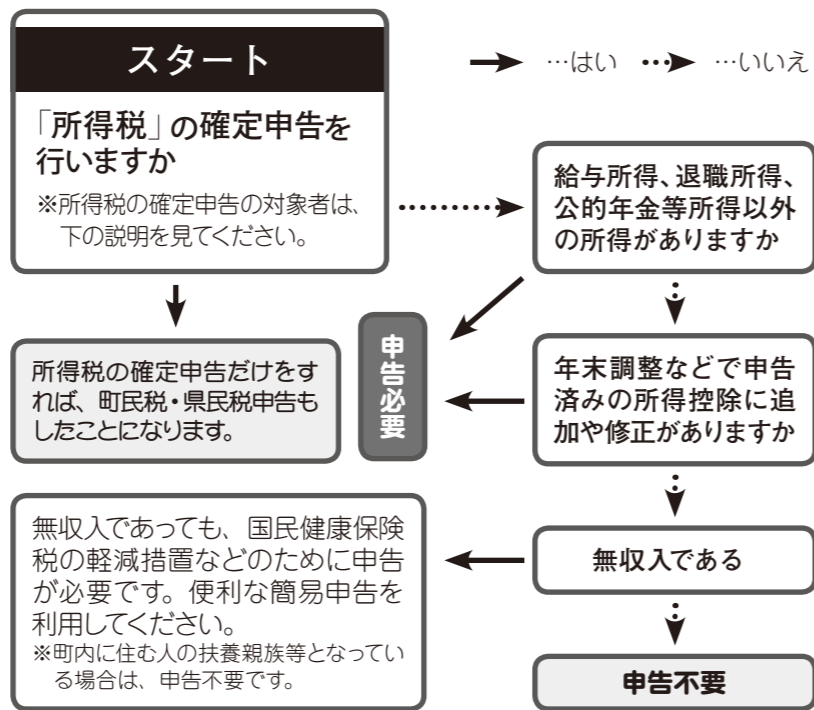 スタート
「所得税」の確定申告を
行いますか
※所得税の確定申告の対象者は、
下の説明を見てください。
…はい …いいえ
給与所得、退職所得、
公的年金等所得以外
の所得がありますか
所得税の確定申告だけをす
れば、町民税・県民税申告も
したことになります。
申告必要
年末調整などで申告
済みの所得控除に追
加や修正がありますか
無収入であっても、国民健康保険
税の軽減措置などのために申告
が必要です。便利な簡易申告を
利用してください。
※町内に住む人の扶養親族等となってい
る場合は、申告不要です。
無収入である
申告不要